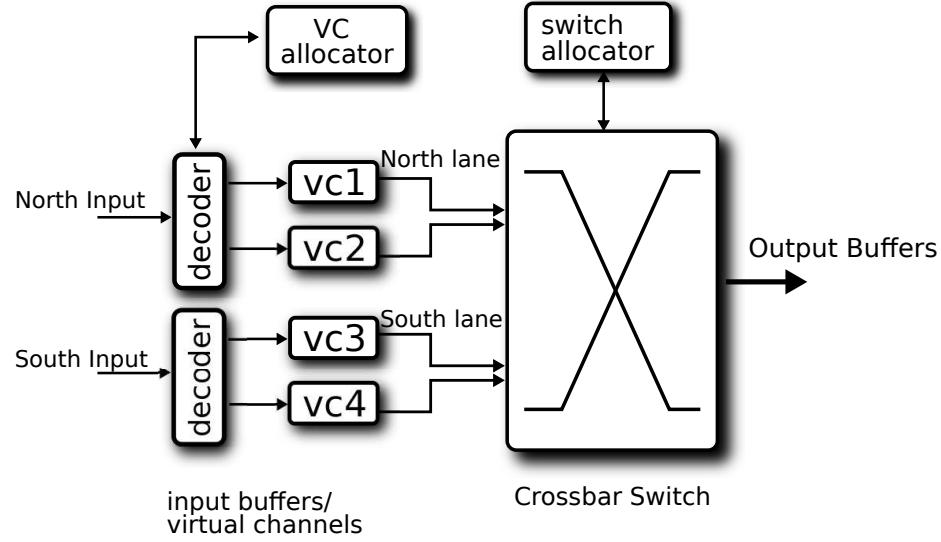 VC
allocator
switch
allocator
North Input
decoder
vc1
vc2
North lane
South Input
decoder
vc3
vc4
South lane
Output Buffers
input buffers/
virtual channels
Crossbar Switch